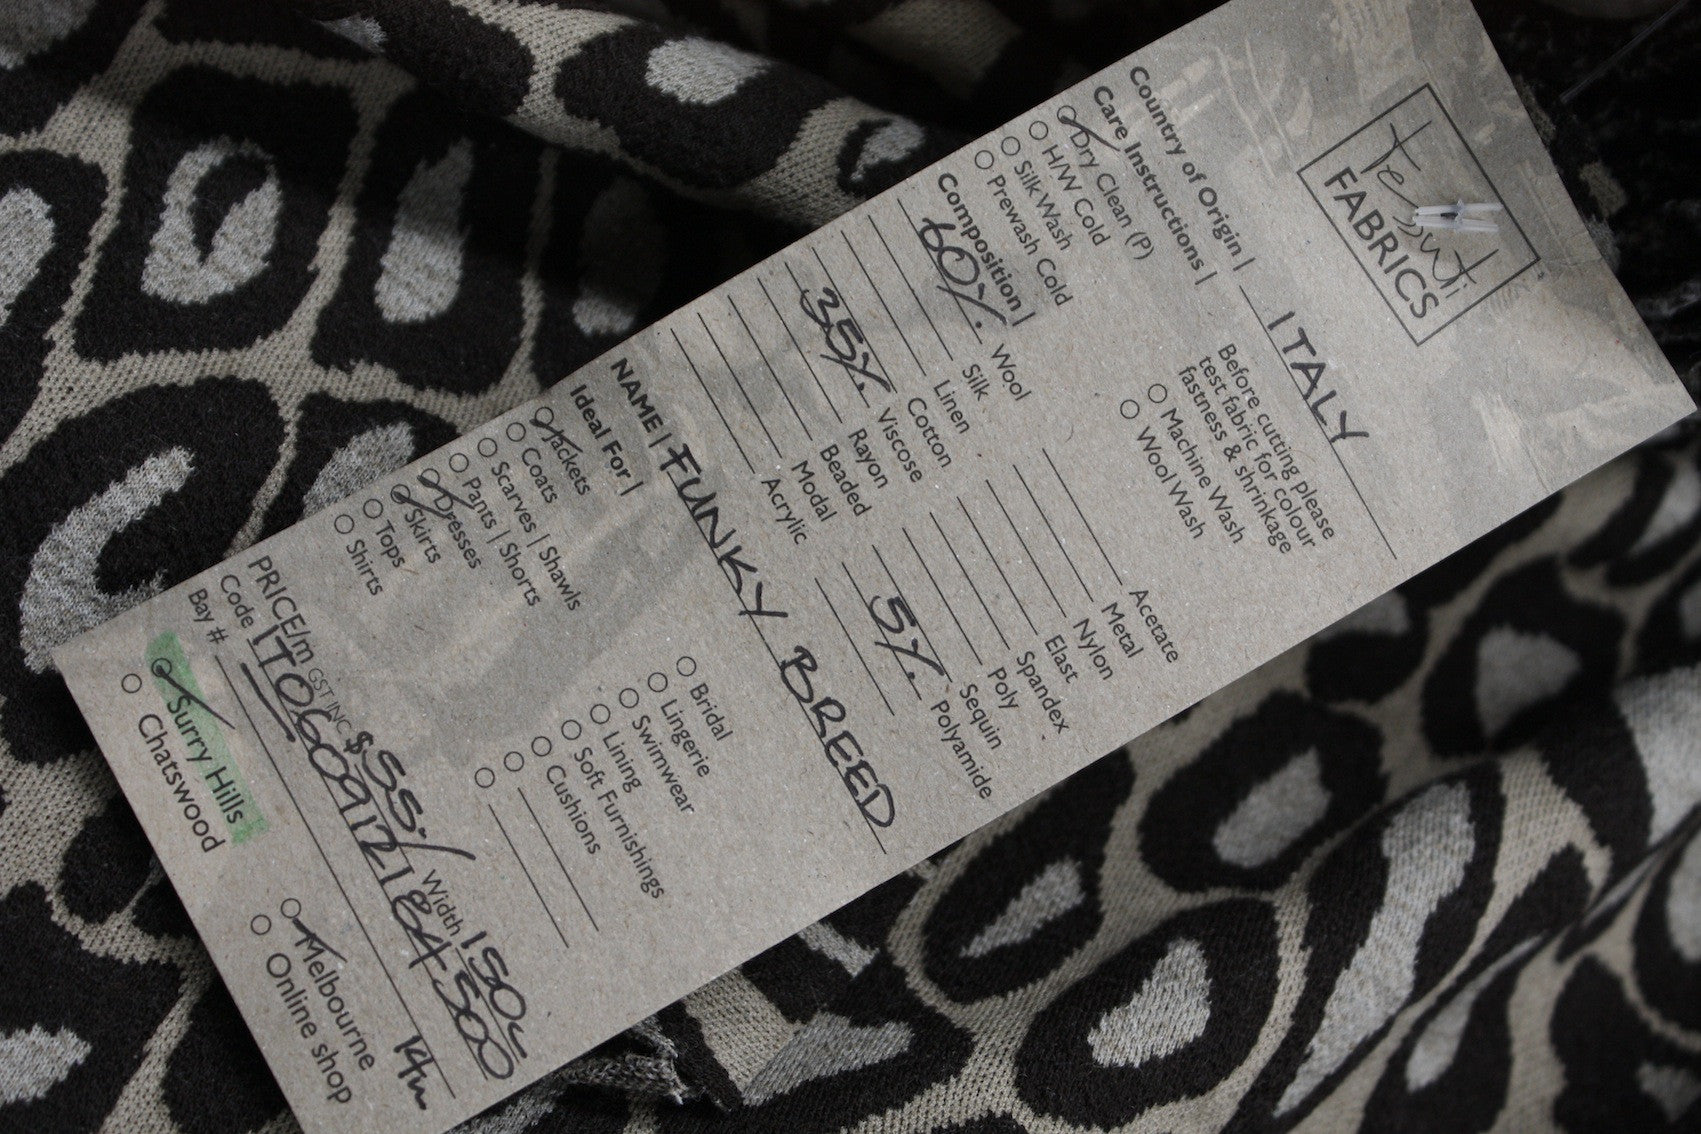 Tessuti
FABRICS
Country of Origin | ITALY
Care Instructions |
Dry Clean (P)
H/W Cold
Silk Wash
Prewash Cold
Before cutting please
test fabric for colour
fastness & shrinkage
Machine Wash
Wool Wash
Composition |
60% Wool
Silk
Linen
Cotton
35% Viscose
Rayon
Beaded
Modal
Acrylic
Acetate
Metal
Nylon
Elast
Spandex
Poly
Sequin
5% Polyamide
NAME | FUNKY BREED
Ideal For |
Jackets
Coats
Scarves | Shawls
Pants | Shorts
Dresses
Skirts
Tops
Shirts
Bridal
Lingerie
Swimwear
Lining
Soft Furnishings
Cushions
PRICE/m GST INC $55./ Width 150c
Code
Bay #
Surry Hills
Chatswood
Melbourne 14m
Online shop